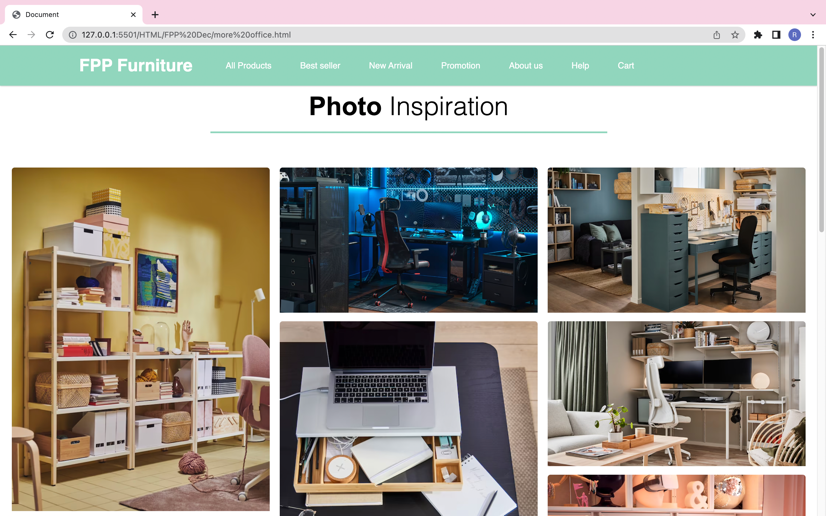 Document
127.0.0.1:5501/HTML/FPP%20Dec/more%20office.html
R
FPP Furniture
All Products
Best seller
New Arrival
Promotion
About us
Help
Cart
Photo Inspiration
&